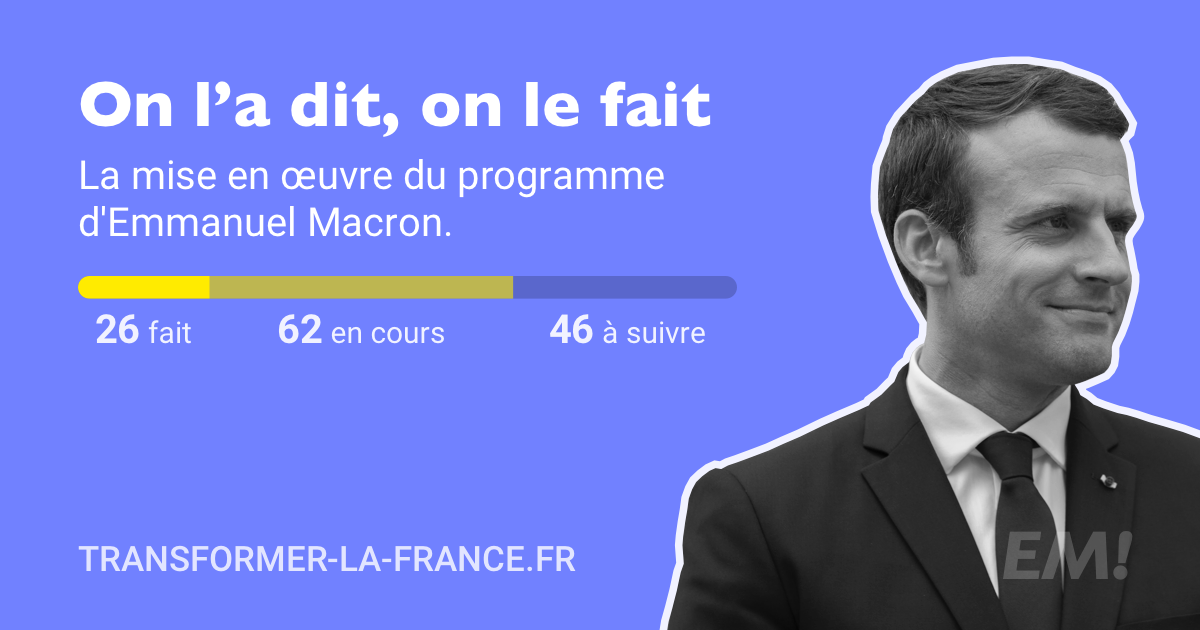 On l’a dit, on le fait
La mise en œuvre du programme
d'Emmanuel Macron.
26 fait 62 en cours 46 à suivre
TRANSFORMER-LA-FRANCE.FR
EM!